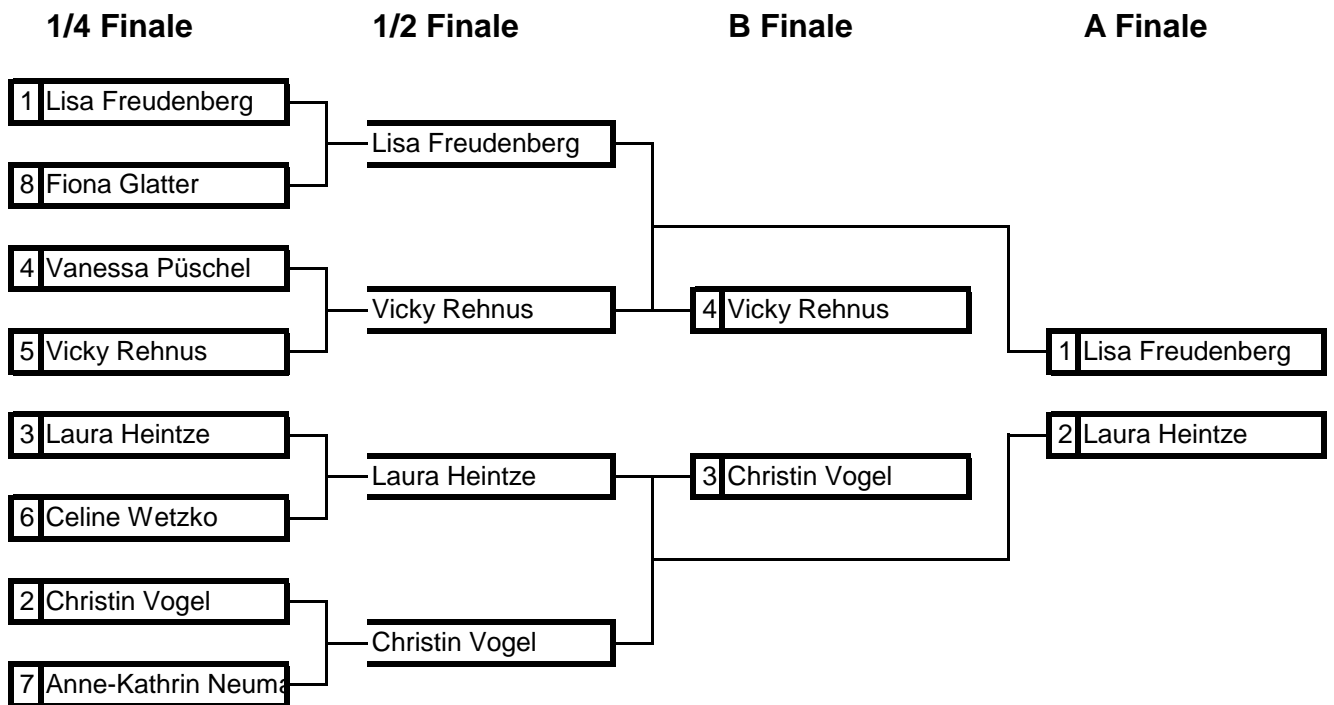 1/4 Finale 1/2 Finale B Finale A Finale
1 Lisa Freudenberg
Lisa Freudenberg
8 Fiona Glatter
4 Vanessa Püschel
Vicky Rehnus 4 Vicky Rehnus
5 Vicky Rehnus 1 Lisa Freudenberg
3 Laura Heintze 2 Laura Heintze
Laura Heintze 3 Christin Vogel
6 Celine Wetzko
2 Christin Vogel
Christin Vogel
7 Anne-Kathrin Neuma